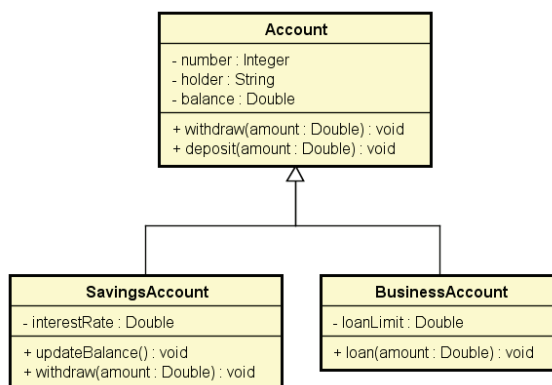 Account
- number : Integer
- holder : String
- balance : Double
+ withdraw(amount : Double) : void
+ deposit(amount : Double) : void
SavingsAccount
- interestRate : Double
+ updateBalance() : void
+ withdraw(amount : Double) : void
BusinessAccount
- loanLimit : Double
+ loan(amount : Double) : void